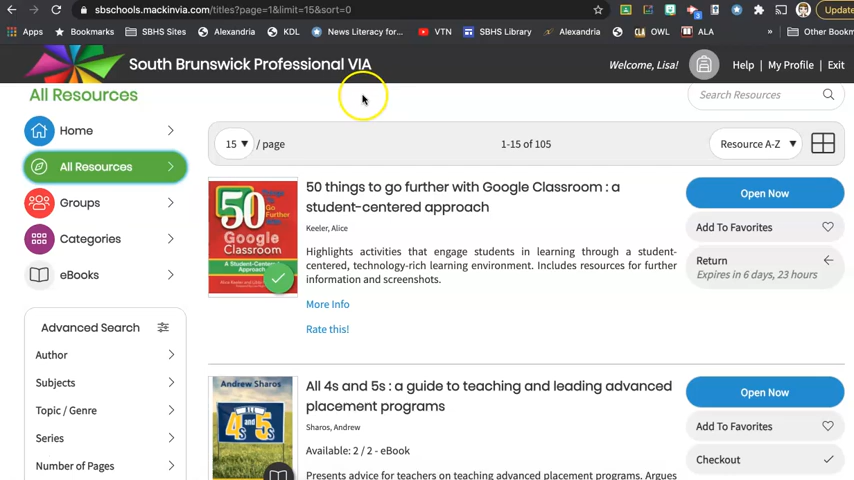 sbschools.mackinvia.com/titles?page=1&limit=15&sort=0
Update
Apps Bookmarks SBHS Sites Alexandria KDL News Literacy for... VTN SBHS Library Alexandria OWL ALA » Other Bookm
South Brunswick Professional VIA Welcome, Lisa! Help | My Profile | Exit
All Resources
Search Resources
Home
All Resources
Groups
Categories
eBooks
Advanced Search
Author
Subjects
Topic / Genre
Series
Number of Pages
15 ▼ / page 1-15 of 105 Resource A-Z ▼
50 things to go further with Google Classroom : a
student-centered approach
Keeler, Alice
Highlights activities that engage students in learning through a student-
centered, technology-rich learning environment. Includes resources for further
information and screenshots.
More Info
Rate this!
50
Things
To Go
Further
With
Google
Classroom
A Student-Centered
Open Now
Add To Favorites
Return
Expires in 6 days, 23 hours
All 4s and 5s : a guide to teaching and leading advanced
placement programs
Sharos, Andrew
Available: 2 / 2 - eBook
Presents advice for teachers on teaching advanced placement programs. Argues
Andrew Sharos
ALL
4s
and
5s
Open Now
Add To Favorites
Checkout